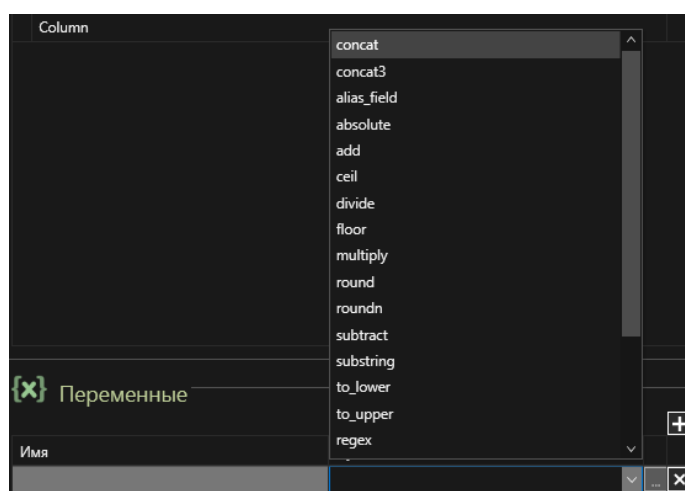 Column
concat
concat3
alias_field
absolute
add
ceil
divide
floor
multiply
round
roundn
subtract
substring
to_lower
to_upper
regex
{x} Переменные
Имя
...